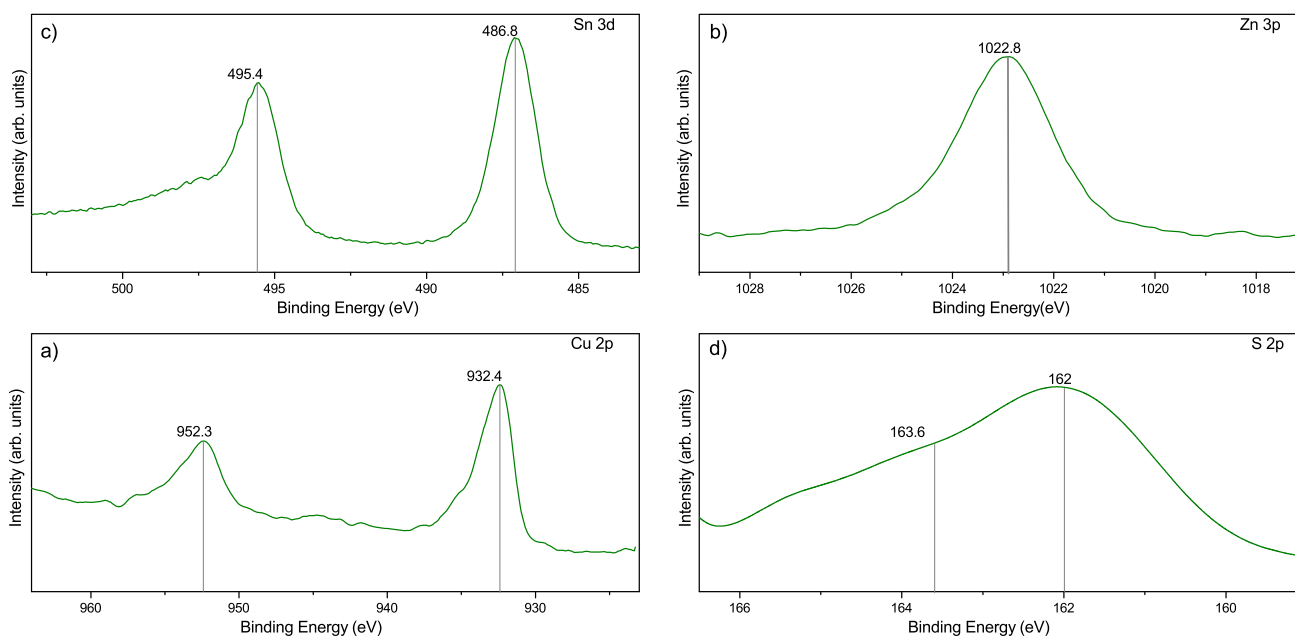 c)
Sn 3d
495.4
486.8
Intensity (arb. units)
500
495
490
485
Binding Energy (eV)
b)
Zn 3p
1022.8
Intensity (arb. units)
1028
1026
1024
1022
1020
1018
Binding Energy(eV)
a)
Cu 2p
952.3
932.4
Intensity (arb. units)
960
950
940
930
Binding Energy (eV)
d)
S 2p
163.6
162
Intensity (arb. units)
166
164
162
160
Binding Energy (eV)